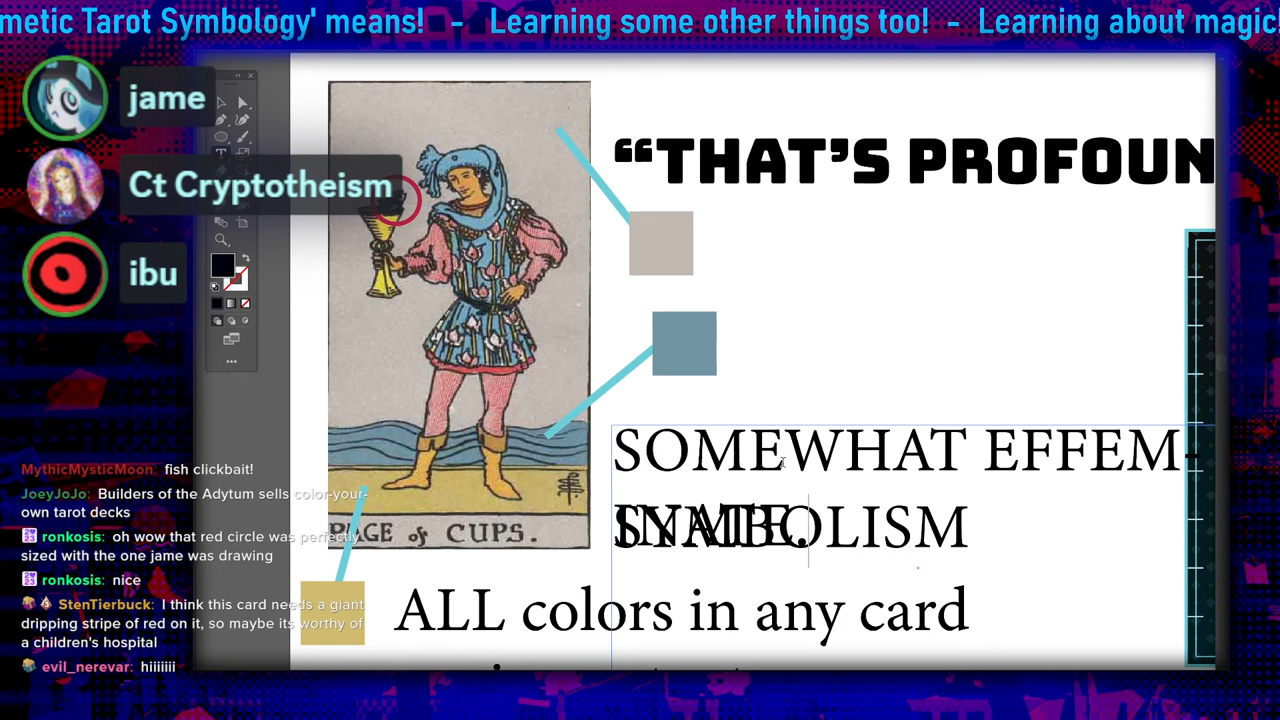 metic Tarot Symbology' means! - Learning some other things too! - Learning about magic!
jame
Ct Cryptotheism
ibu
"THAT'S PROFOUN
SOMEWHAT EFFEM-
INATE.
SYMBOLISM
ALL colors in any card
PAGE of CUPS.
MythicMysticMoon: fish clickbait!
JoeyJoJo: Builders of the Adytum sells color-your-
own tarot decks
ronkosis: oh wow that red circle was perfectly
sized with the one jame was drawing
ronkosis: nice
StenTierbuck: I think this card needs a giant
dripping stripe of red on it, so maybe its worthy of
a children's hospital
evil_nerevar: hiiiiiii